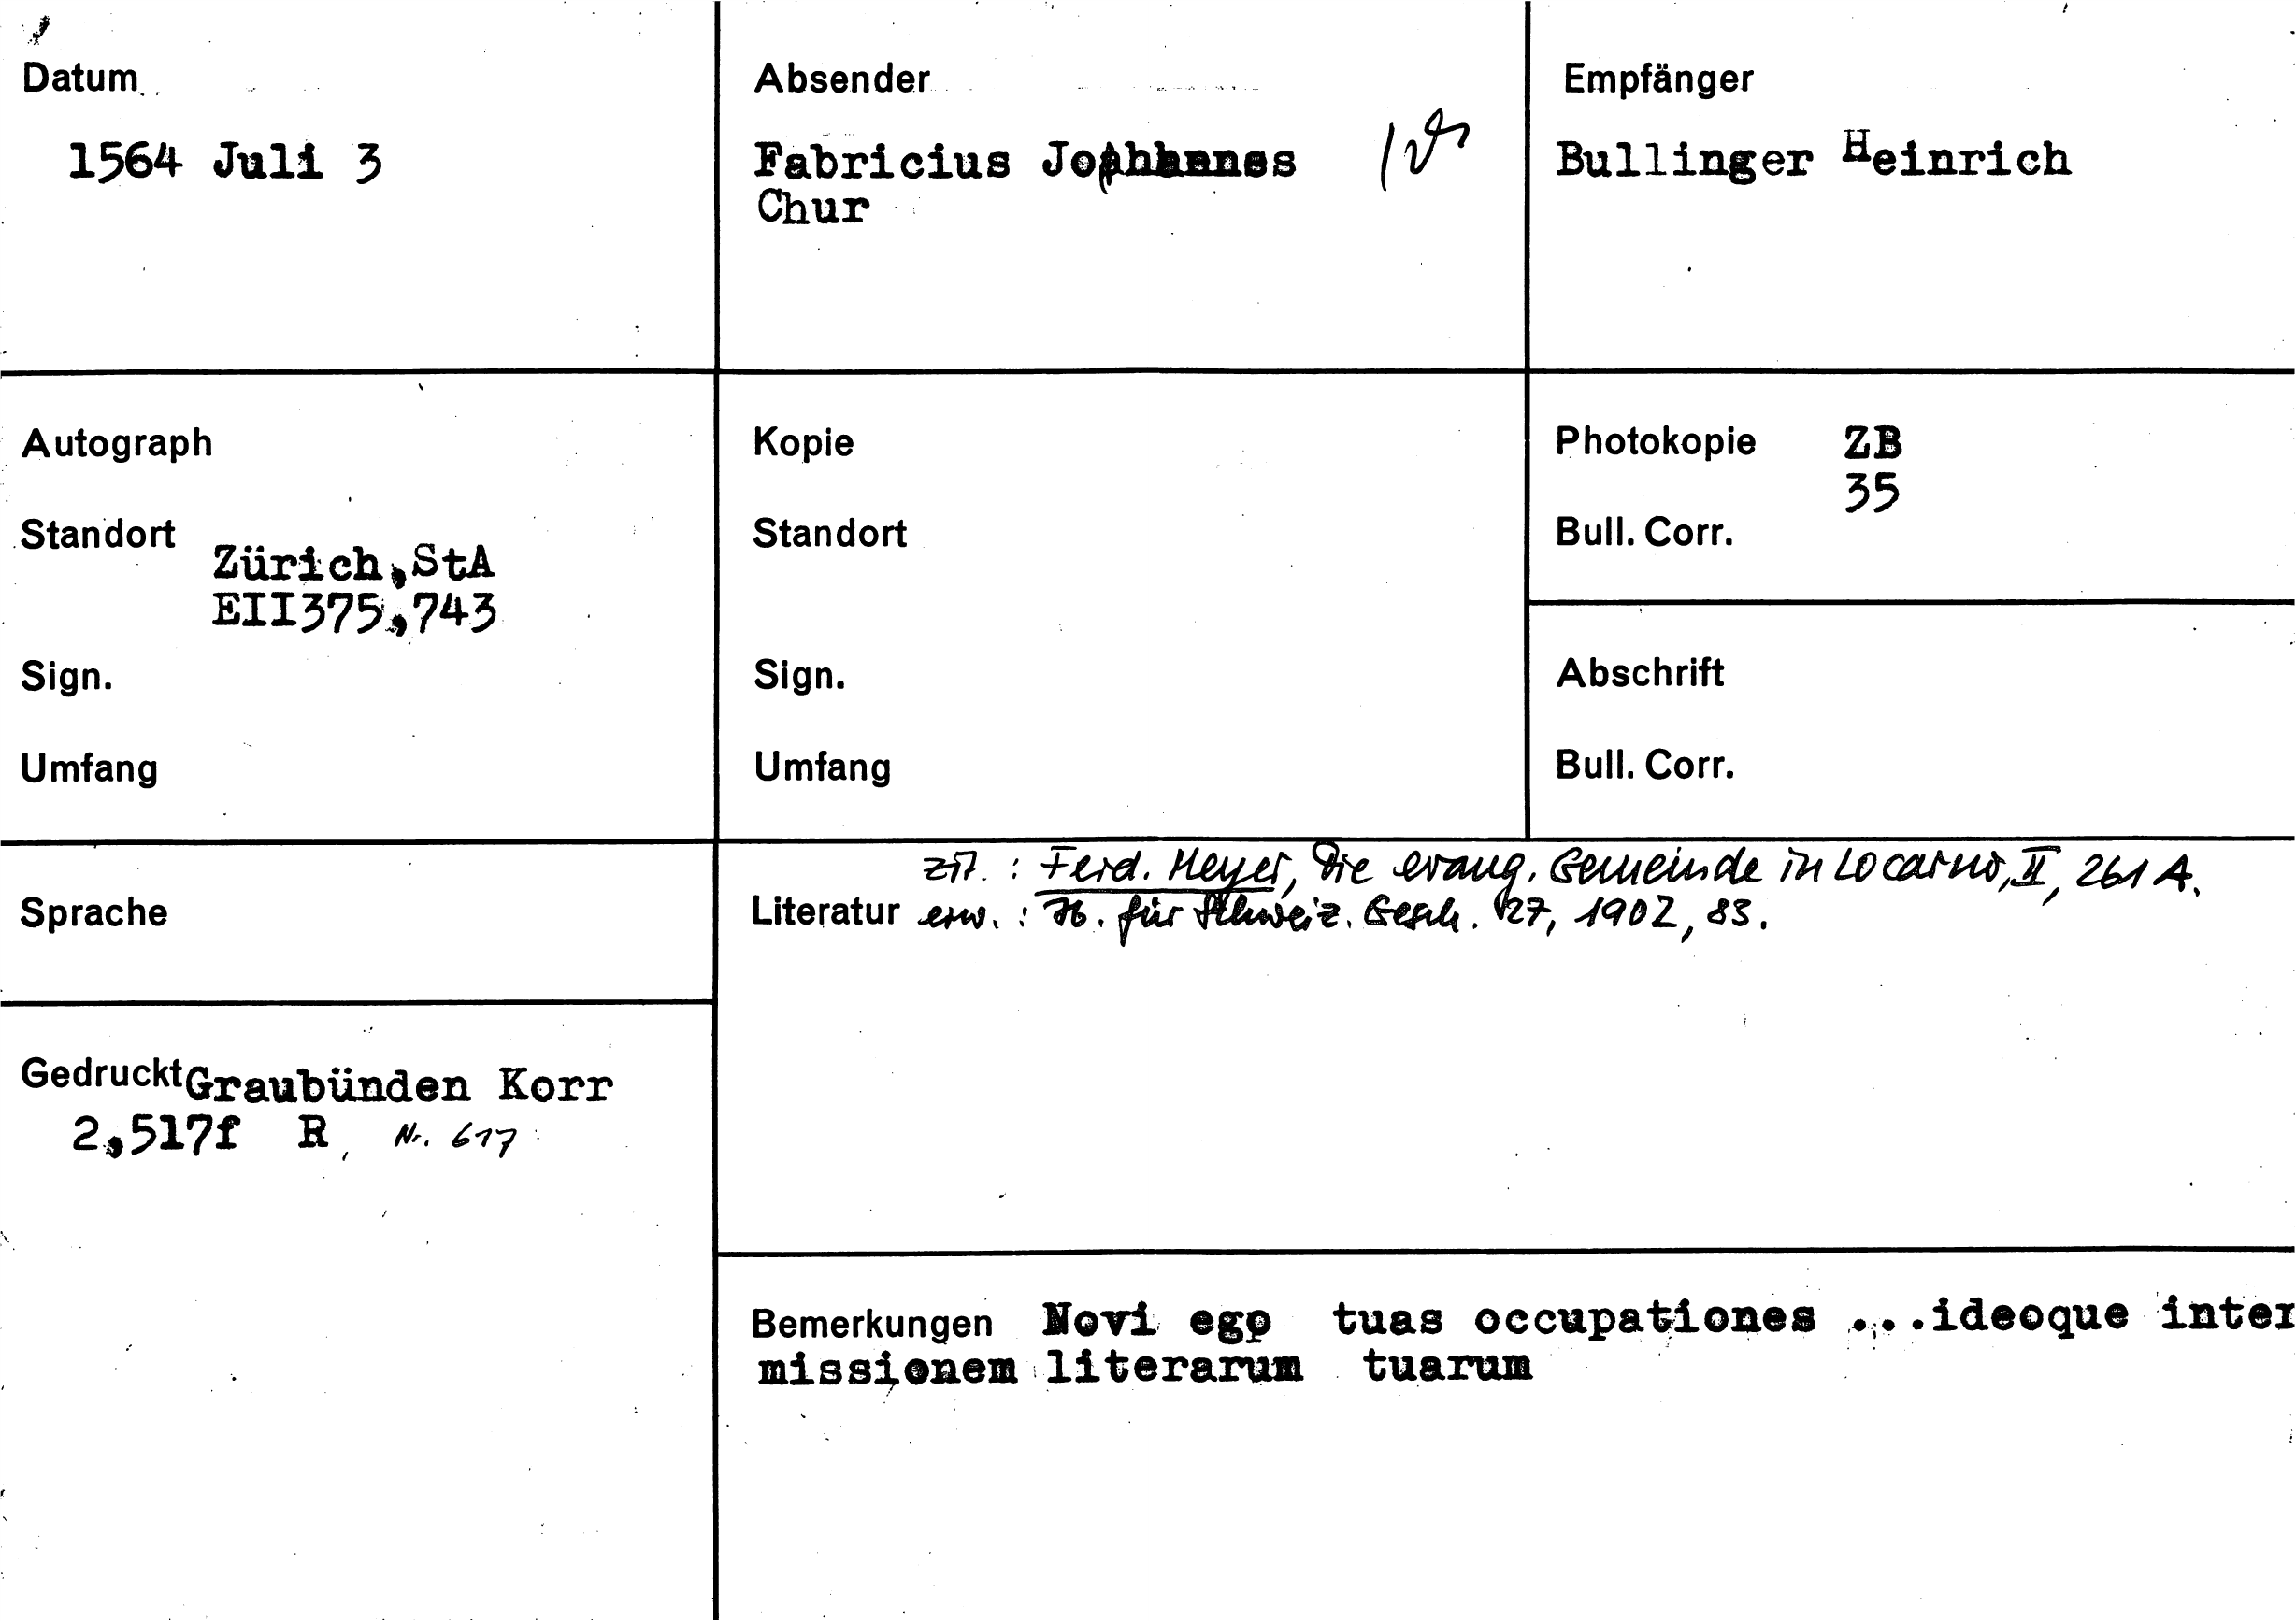 Datum
1564 Juli 3
Absender
Fabricius Johannes
Chur
Empfänger
Bullinger Heinrich
Autograph
Standort
Zürich,StA
EII375,743
Sign.
Umfang
Kopie
Standort
Sign.
Umfang
Photokopie ZB
35
Bull. Corr.
Abschrift
Bull. Corr.
Sprache
zit. : Ferd. Meyer, Die evang. Gemeinde in Locarno, II, 261 A.
Literatur erw. : Jb. für Schweiz. Gesch. 27, 1902, 83.
Gedruckt Graubünden Korr
2,517f R, Nr. 617
Bemerkungen Novi ego tuas occupationes ...ideoque inter
missionem literarum tuarum